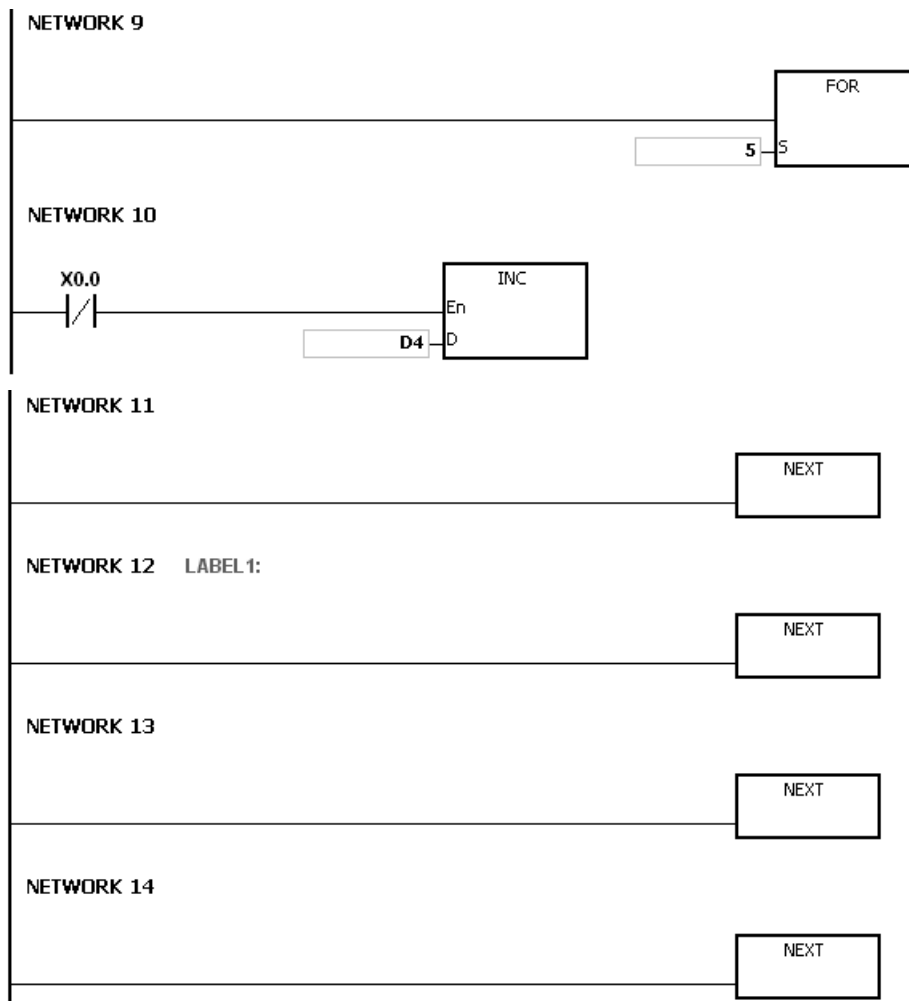 NETWORK 9
FOR
5 S
NETWORK 10
X0.0
INC
En
D4 D
NETWORK 11
NEXT
NETWORK 12 LABEL1:
NEXT
NETWORK 13
NEXT
NETWORK 14
NEXT